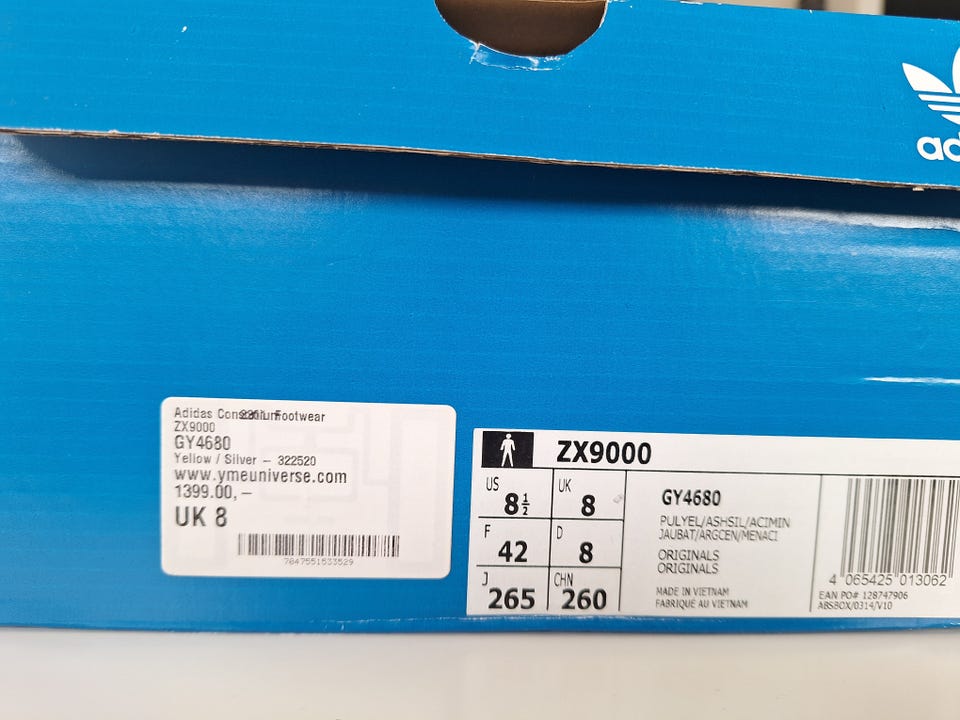 ad
Adidas Consortium Footwear
ZX9000
GY4680
Yellow / Silver - 322520
www.ymeuniverse.com
1399.00,-
UK 8
7047551533529
ZX9000
US
8½
UK
8
F
42
D
8
J
265
CHN
260
GY4680
PULYEL/ASHSIL/ACIMIN
JAUBAT/ARGCEN/MENACI
ORIGINALS
ORIGINALS
MADE IN VIETNAM
FABRIQUÉ AU VIETNAM
4 065425 013062
EAN PO# 128747906
ABSBOX/0314/V10